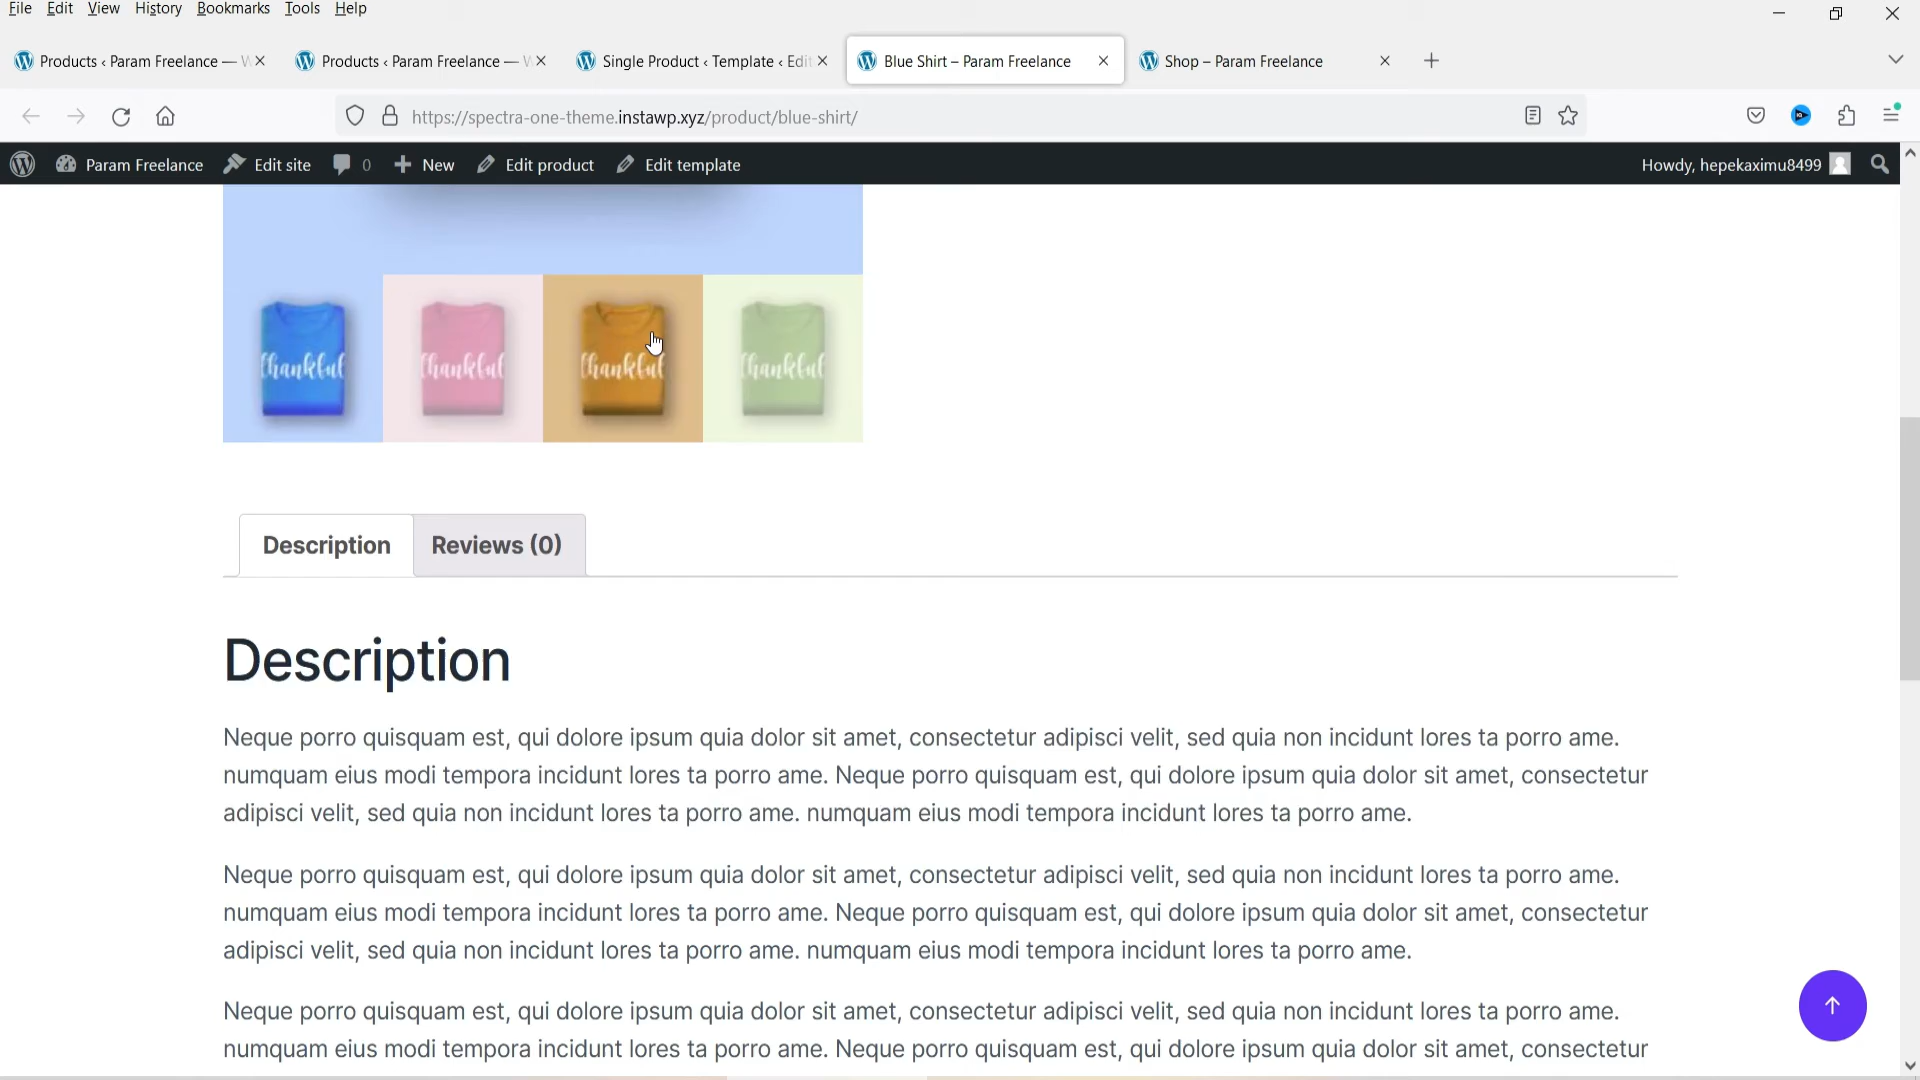 File Edit View History Bookmarks Tools Help
Products ‹ Param Freelance — W
Products ‹ Param Freelance — W
Single Product ‹ Template ‹ Edit
Blue Shirt – Param Freelance
Shop – Param Freelance
https://spectra-one-theme.instawp.xyz/product/blue-shirt/
Param Freelance Edit site 0 New Edit product Edit template Howdy, hepekaximu8499
thankful thankful thankful thankful
Description Reviews (0)
Description
Neque porro quisquam est, qui dolore ipsum quia dolor sit amet, consectetur adipisci velit, sed quia non incidunt lores ta porro ame.
numquam eius modi tempora incidunt lores ta porro ame. Neque porro quisquam est, qui dolore ipsum quia dolor sit amet, consectetur
adipisci velit, sed quia non incidunt lores ta porro ame. numquam eius modi tempora incidunt lores ta porro ame.
Neque porro quisquam est, qui dolore ipsum quia dolor sit amet, consectetur adipisci velit, sed quia non incidunt lores ta porro ame.
numquam eius modi tempora incidunt lores ta porro ame. Neque porro quisquam est, qui dolore ipsum quia dolor sit amet, consectetur
adipisci velit, sed quia non incidunt lores ta porro ame. numquam eius modi tempora incidunt lores ta porro ame.
Neque porro quisquam est, qui dolore ipsum quia dolor sit amet, consectetur adipisci velit, sed quia non incidunt lores ta porro ame.
numquam eius modi tempora incidunt lores ta porro ame. Neque porro quisquam est, qui dolore ipsum quia dolor sit amet, consectetur